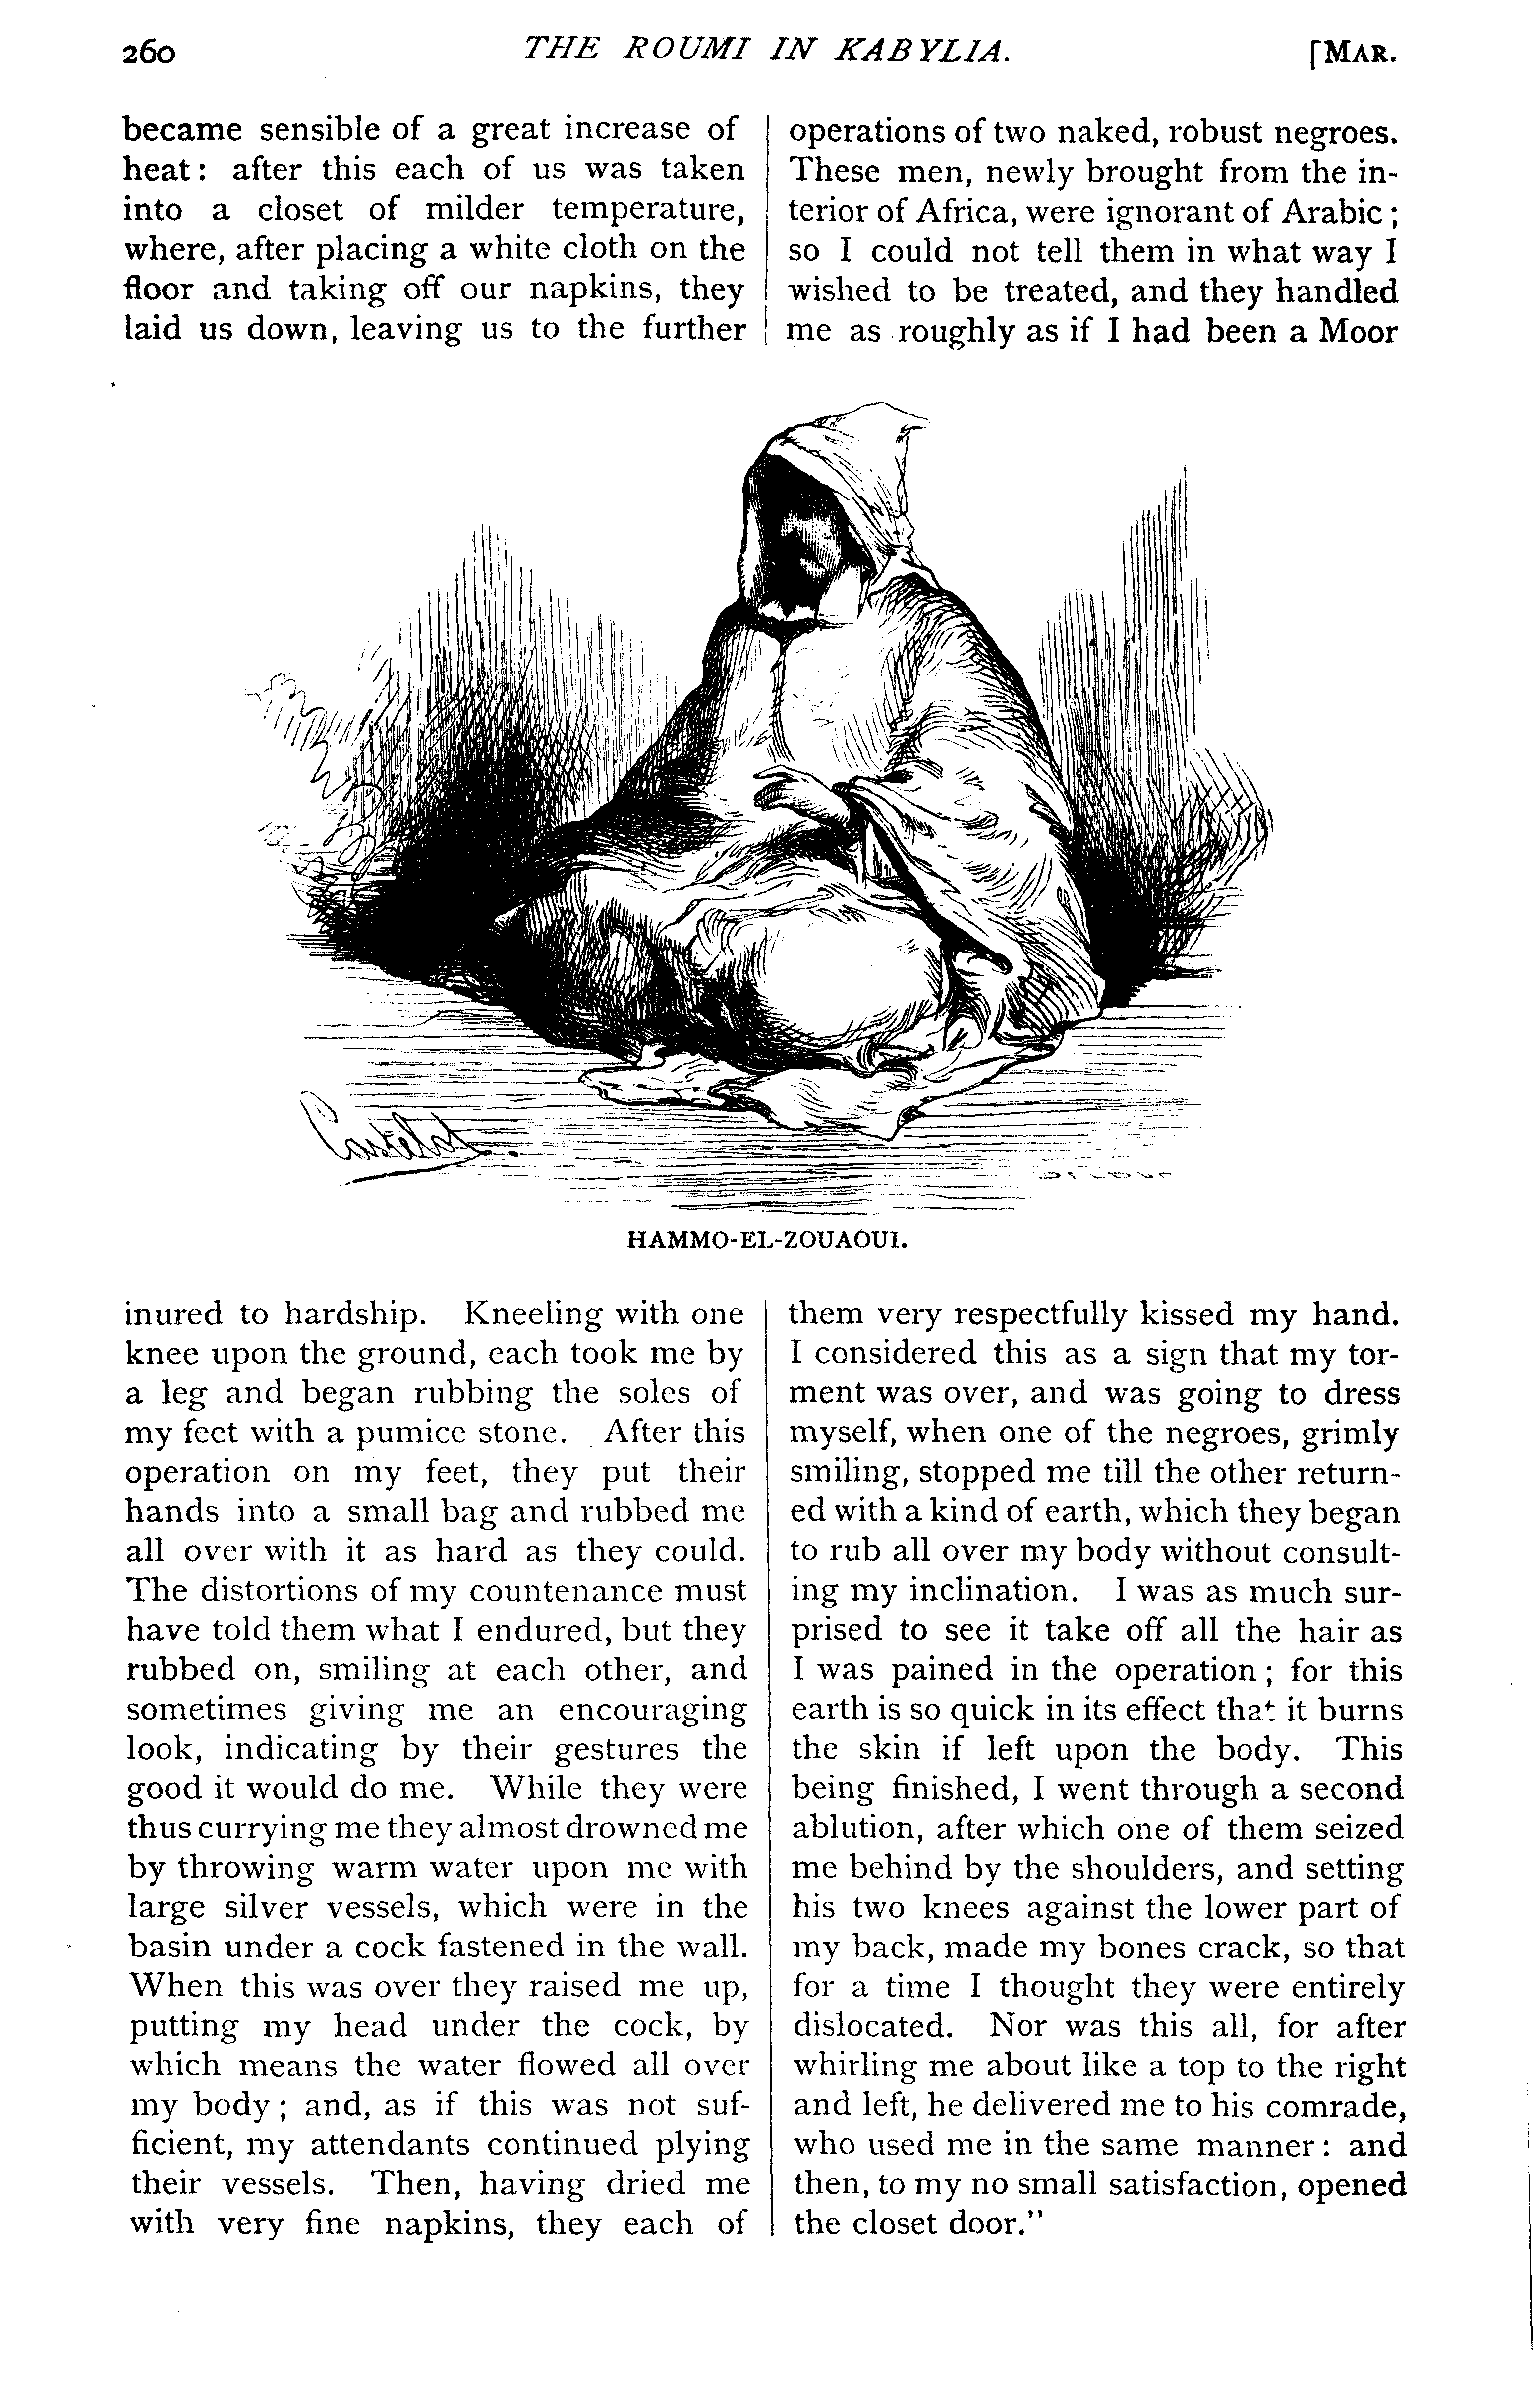 260
THE ROUMI IN KABYLIA.
[MAR.
became sensible of a great increase of
heat: after this each of us was taken
into a closet of milder temperature,
where, after placing a white cloth on the
floor and taking off our napkins, they
laid us down, leaving us to the further
operations of two naked, robust negroes.
These men, newly brought from the in-
terior of Africa, were ignorant of Arabic;
so I could not tell them in what way I
wished to be treated, and they handled
me as roughly as if I had been a Moor
HAMMO-EL-ZOUAOUI.
inured to hardship. Kneeling with one
knee upon the ground, each took me by
a leg and began rubbing the soles of
my feet with a pumice stone. After this
operation on my feet, they put their
hands into a small bag and rubbed me
all over with it as hard as they could.
The distortions of my countenance must
have told them what I endured, but they
rubbed on, smiling at each other, and
sometimes giving me an encouraging
look, indicating by their gestures the
good it would do me. While they were
thus currying me they almost drowned me
by throwing warm water upon me with
large silver vessels, which were in the
basin under a cock fastened in the wall.
When this was over they raised me up,
putting my head under the cock, by
which means the water flowed all over
my body; and, as if this was not suf-
ficient, my attendants continued plying
their vessels. Then, having dried me
with very fine napkins, they each of
them very respectfully kissed my hand.
I considered this as a sign that my tor-
ment was over, and was going to dress
myself, when one of the negroes, grimly
smiling, stopped me till the other return-
ed with a kind of earth, which they began
to rub all over my body without consult-
ing my inclination. I was as much sur-
prised to see it take off all the hair as
I was pained in the operation; for this
earth is so quick in its effect that it burns
the skin if left upon the body. This
being finished, I went through a second
ablution, after which one of them seized
me behind by the shoulders, and setting
his two knees against the lower part of
my back, made my bones crack, so that
for a time I thought they were entirely
dislocated. Nor was this all, for after
whirling me about like a top to the right
and left, he delivered me to his comrade,
who used me in the same manner: and
then, to my no small satisfaction, opened
the closet door."